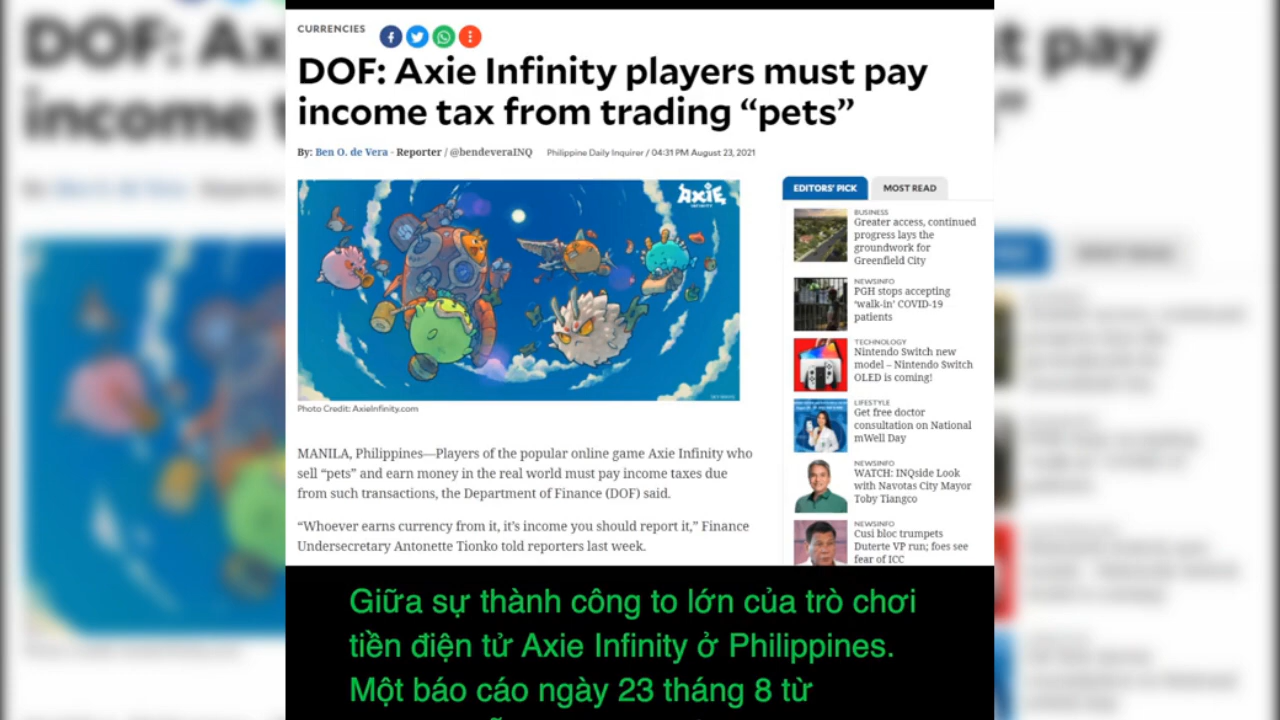 CURRENCIES
DOF: Axie Infinity players must pay
income tax from trading “pets”
By: Ben O. de Vera - Reporter / @bendeveraINQ Philippine Daily Inquirer / 04:31 PM August 23, 2021
AXIE
INFINITY
Photo Credit: AxieInfinity.com
MANILA, Philippines—Players of the popular online game Axie Infinity who
sell “pets” and earn money in the real world must pay income taxes due
from such transactions, the Department of Finance (DOF) said.
“Whoever earns currency from it, it’s income you should report it,” Finance
Undersecretary Antonette Tionko told reporters last week.
EDITORS' PICK MOST READ
BUSINESS
Greater access, continued
progress lays the
groundwork for
Greenfield City
NEWSINFO
PGH stops accepting
‘walk-in’ COVID-19
patients
TECHNOLOGY
Nintendo Switch new
model – Nintendo Switch
OLED is coming!
LIFESTYLE
Get free doctor
consultation on National
mWell Day
NEWSINFO
WATCH: INQside Look
with Navotas City Mayor
Toby Tiangco
NEWSINFO
Cusi bloc trumpets
Duterte VP run; foes see
fear of ICC
Giữa sự thành công to lớn của trò chơi
tiền điện tử Axie Infinity ở Philippines.
Một báo cáo ngày 23 tháng 8 từ